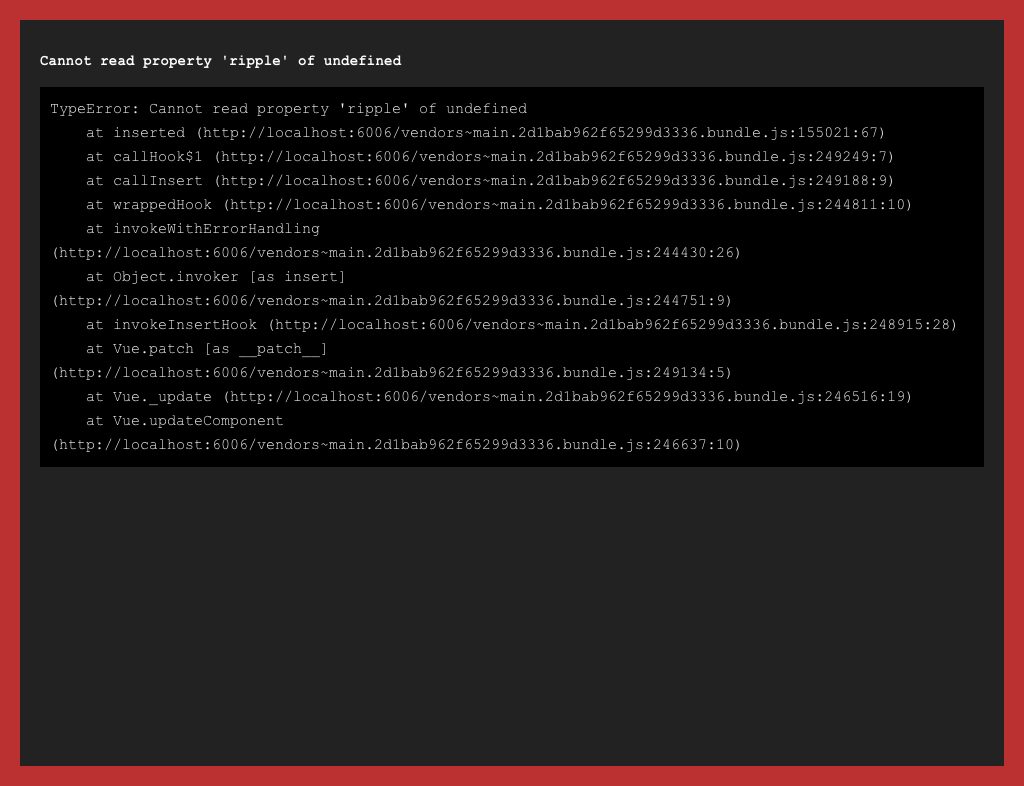 Cannot read property 'ripple' of undefined
TypeError: Cannot read property 'ripple' of undefined
    at inserted (http://localhost:6006/vendors~main.2d1bab962f65299d3336.bundle.js:155021:67)
    at callHook$1 (http://localhost:6006/vendors~main.2d1bab962f65299d3336.bundle.js:249249:7)
    at callInsert (http://localhost:6006/vendors~main.2d1bab962f65299d3336.bundle.js:249188:9)
    at wrappedHook (http://localhost:6006/vendors~main.2d1bab962f65299d3336.bundle.js:244811:10)
    at invokeWithErrorHandling
(http://localhost:6006/vendors~main.2d1bab962f65299d3336.bundle.js:244430:26)
    at Object.invoker [as insert]
(http://localhost:6006/vendors~main.2d1bab962f65299d3336.bundle.js:244751:9)
    at invokeInsertHook (http://localhost:6006/vendors~main.2d1bab962f65299d3336.bundle.js:248915:28)
    at Vue.patch [as __patch__]
(http://localhost:6006/vendors~main.2d1bab962f65299d3336.bundle.js:249134:5)
    at Vue._update (http://localhost:6006/vendors~main.2d1bab962f65299d3336.bundle.js:246516:19)
    at Vue.updateComponent
(http://localhost:6006/vendors~main.2d1bab962f65299d3336.bundle.js:246637:10)